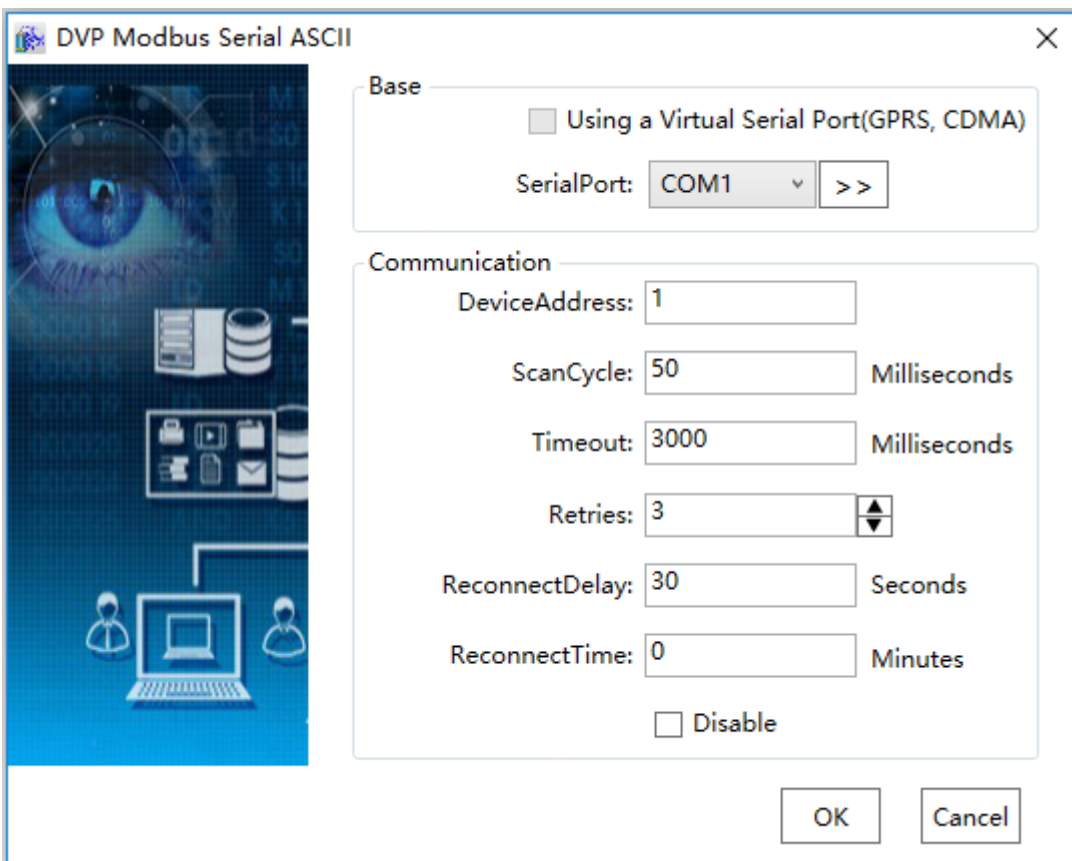 DVP Modbus Serial ASCII
Base
Using a Virtual Serial Port(GPRS, CDMA)
SerialPort: COM1 >>
Communication
DeviceAddress: 1
ScanCycle: 50 Milliseconds
Timeout: 3000 Milliseconds
Retries: 3
ReconnectDelay: 30 Seconds
ReconnectTime: 0 Minutes
Disable
OK Cancel